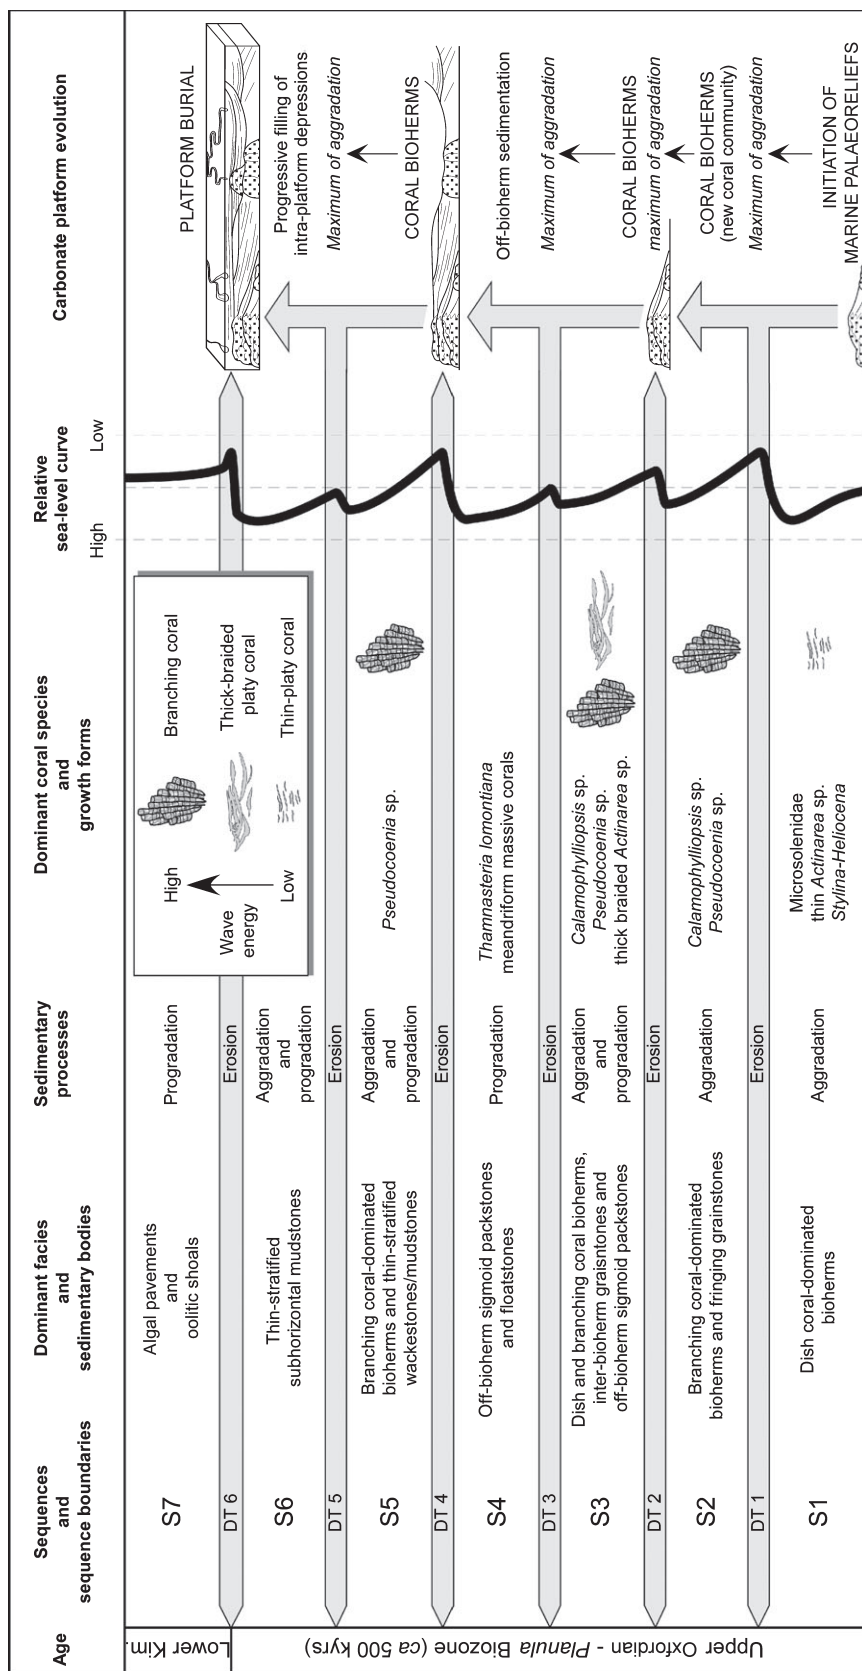 Age
Sequences
and
sequence boundaries
Dominant facies
and
sedimentary bodies
Sedimentary
processes
Dominant coral species
and
growth forms
Relative
sea-level curve
High
Low
Carbonate platform evolution
Lower Kim.
Upper Oxfordian - Planula Biozone (ca 500 kyrs)
S7
Algal pavements
and
oolitic shoals
Progradation
High
Wave
energy
Low
Branching coral
Thick-braided
platy coral
Thin-platy coral
PLATFORM BURIAL
DT 6
Erosion
S6
Thin-stratified
subhorizontal mudstones
Aggradation
and
progradation
Progressive filling of
intra-platform depressions
DT 5
Erosion
Maximum of aggradation
S5
Branching coral-dominated
bioherms and thin-stratified
wackestones/mudstones
Aggradation
and
progradation
Pseudocoenia sp.
CORAL BIOHERMS
DT 4
Erosion
S4
Off-bioherm sigmoid packstones
and floatstones
Progradation
Thamnasteria lomontiana
meandriform massive corals
Off-bioherm sedimentation
DT 3
Erosion
Maximum of aggradation
S3
Dish and branching coral bioherms,
inter-bioherm graisntones and
off-bioherm sigmoid packstones
Aggradation
and
progradation
Calamophylliopsis sp.
Pseudocoenia sp.
thick braided Actinarea sp.
CORAL BIOHERMS
maximum of aggradation
DT 2
Erosion
S2
Branching coral-dominated
bioherms and fringing grainstones
Aggradation
Calamophylliopsis sp.
Pseudocoenia sp.
CORAL BIOHERMS
(new coral community)
DT 1
Erosion
Maximum of aggradation
S1
Dish coral-dominated
bioherms
Aggradation
Microsolenidae
thin Actinarea sp.
Stylina-Heliocena
INITIATION OF
MARINE PALAEORELIEFS